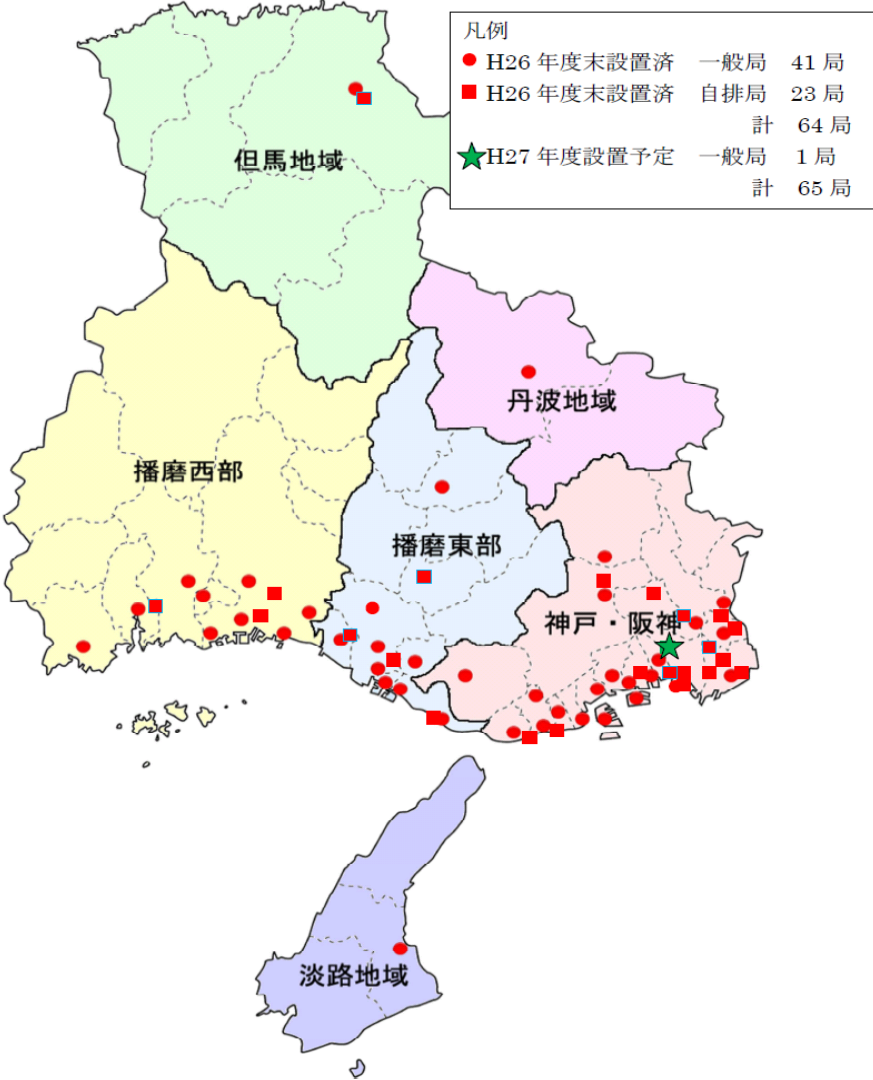 凡例
H26 年度末設置済 一般局 41 局
H26 年度末設置済 自排局 23 局
計 64 局
H27 年度設置予定 一般局 1 局
計 65 局
但馬地域
丹波地域
播磨西部
播磨東部
神戸・阪神
淡路地域